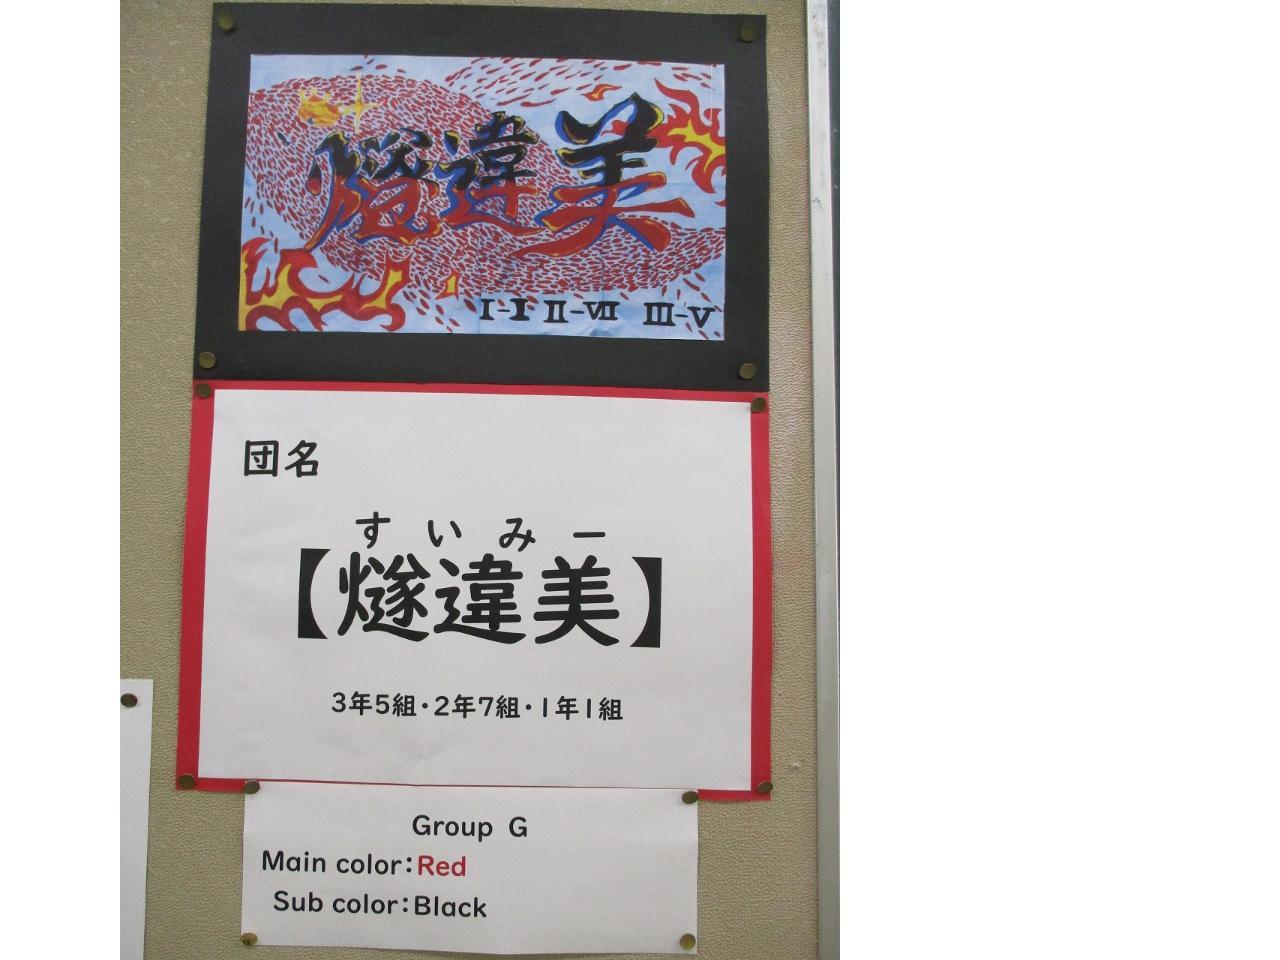 燧違美
I-I II-VII III-V
団名
すいみー
【燧違美】
3年5組・2年7組・1年1組
Group G
Main color:Red
Sub color:Black